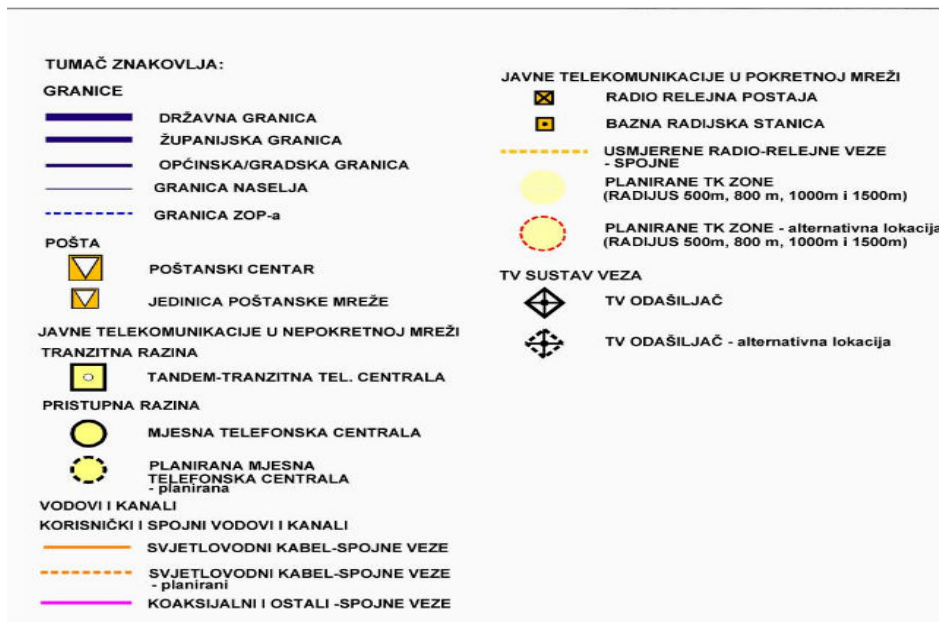 TUMAČ ZNAKOVLJA:
GRANICE
DRŽAVNA GRANICA
ŽUPANIJSKA GRANICA
OPĆINSKA/GRADSKA GRANICA
GRANICA NASELJA
GRANICA ZOP-a
POŠTA
POŠTANSKI CENTAR
JEDINICA POŠTANSKE MREŽE
JAVNE TELEKOMUNIKACIJE U NEPOKRETNOJ MREŽI
TRANZITNA RAZINA
TANDEM-TRANZITNA TEL. CENTRALA
PRISTUPNA RAZINA
MJESNA TELEFONSKA CENTRALA
PLANIRANA MJESNA
TELEFONSKA CENTRALA
- planirana
VODOVI I KANALI
KORISNIČKI I SPOJNI VODOVI I KANALI
SVJETLOVODNI KABEL-SPOJNE VEZE
SVJETLOVODNI KABEL-SPOJNE VEZE
- planirani
KOAKSIJALNI I OSTALI -SPOJNE VEZE
JAVNE TELEKOMUNIKACIJE U POKRETNOJ MREŽI
RADIO RELEJNA POSTAJA
BAZNA RADIJSKA STANICA
USMJERENE RADIO-RELEJNE VEZE
- SPOJNE
PLANIRANE TK ZONE
(RADIJUS 500m, 800 m, 1000m i 1500m)
PLANIRANE TK ZONE - alternativna lokacija
(RADIJUS 500m, 800 m, 1000m i 1500m)
TV SUSTAV VEZA
TV ODAŠILJAČ
TV ODAŠILJAČ - alternativna lokacija